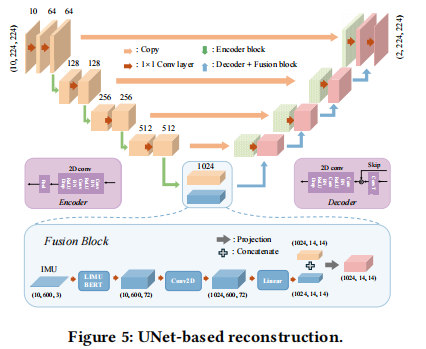 10 64 64
(10, 224, 224)
(2, 224, 224)
: Copy
: Encoder block
: 1×1 Conv layer
: Decoder + Fusion block
128 128
256 256
512 512
1024
2D conv
Encoder
2D conv
Skip
Decoder
Fusion Block
: Projection
: Concatenate
IMU
LIMU
BERT
Conv2D
Linear
(10, 600, 3)
(10, 600, 72)
(1024, 600, 72)
(1024, 14, 14)
(1024, 14, 14)
(1024, 14, 14)
Figure 5: UNet-based reconstruction.